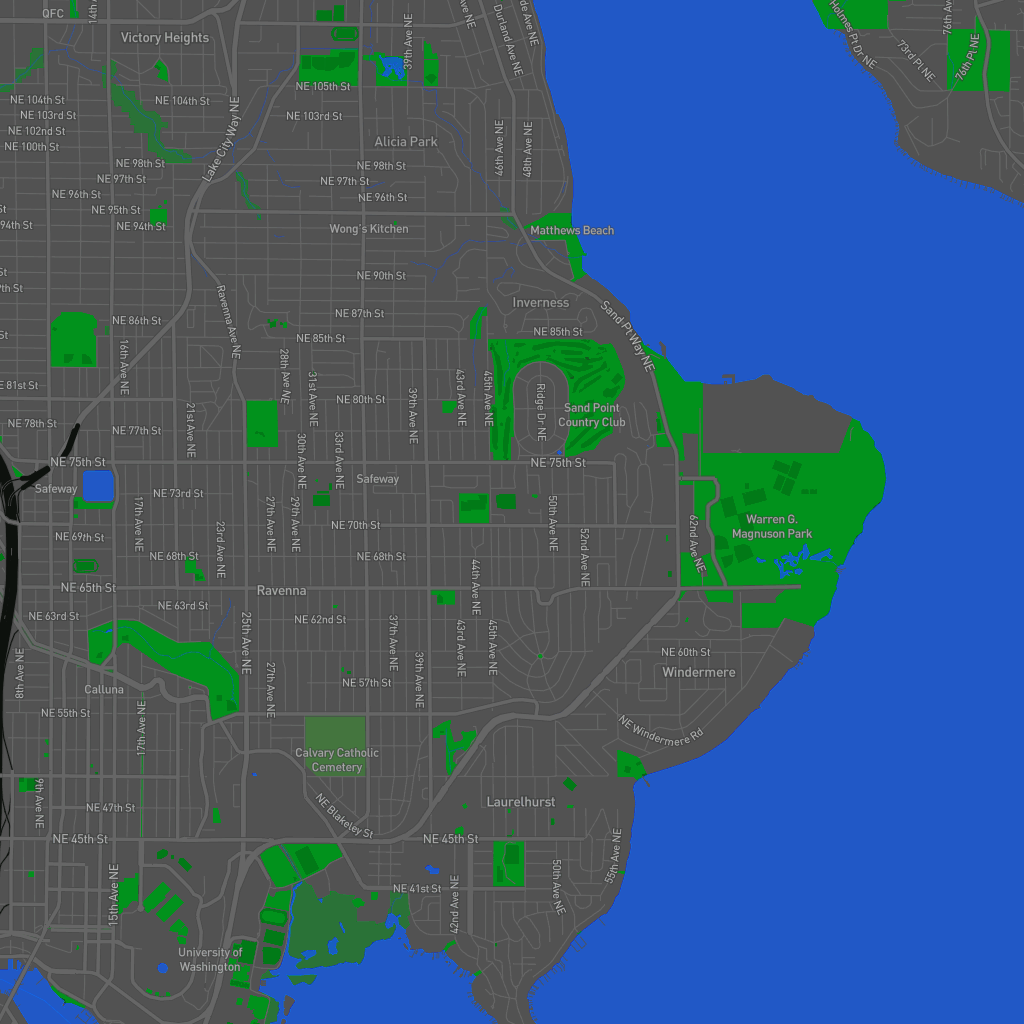 QFC
14th
Victory Heights
39th Ave NE
ve NE
Durland Ave NE
de Ave NE
Holmes Pt Dr NE
76th Av
73rd Pl NE
76th Pl NE
NE 105th St
NE 104th St
NE 104th St
NE 103rd St
NE 103rd St
NE 102nd St
NE 100th St
Lake City Way NE
Alicia Park
46th Ave NE
48th Ave NE
NE 98th St
NE 98th St
NE 97th St
NE 97th St
NE 96th St
NE 96th St
St
NE 95th St
94th St
NE 94th St
Wong's Kitchen
Matthews Beach
St
NE 90th St
7th St
Ravenna Ave NE
Inverness
Sand Pt Way NE
NE 87th St
NE 86th St
NE 85th St
NE 85th St
St
16th Ave NE
28th Ave NE
31st Ave NE
39th Ave NE
43rd Ave NE
45th Ave NE
Ridge Dr NE
E 81st St
NE 80th St
21st Ave NE
Sand Point
Country Club
NE 78th St
NE 77th St
30th Ave NE
33rd Ave NE
NE 75th St
NE 75th St
Safeway
Safeway
NE 73rd St
17th Ave NE
27th Ave NE
29th Ave NE
50th Ave NE
62nd Ave NE
Warren G.
Magnuson Park
NE 70th St
23rd Ave NE
52nd Ave NE
NE 69th St
NE 68th St
NE 68th St
44th Ave NE
NE 65th St
Ravenna
NE 63rd St
NE 63rd St
NE 62nd St
25th Ave NE
37th Ave NE
43rd Ave NE
45th Ave NE
8th Ave NE
27th Ave NE
39th Ave NE
NE 60th St
Windermere
NE 57th St
Calluna
NE 55th St
17th Ave NE
NE Windermere Rd
Calvary Catholic
Cemetery
9th Ave NE
NE 47th St
NE Blakeley St
Laurelhurst
NE 45th St
NE 45th St
55th Ave NE
50th Ave NE
15th Ave NE
NE 41st St
42nd Ave NE
University of
Washington